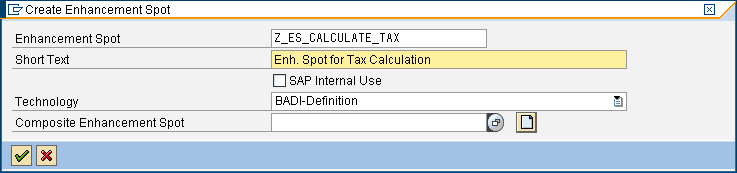 Create Enhancement Spot
Enhancement Spot Z_ES_CALCULATE_TAX
Short Text Enh. Spot for Tax Calculation
SAP Internal Use
Technology BADI-Definition
Composite Enhancement Spot